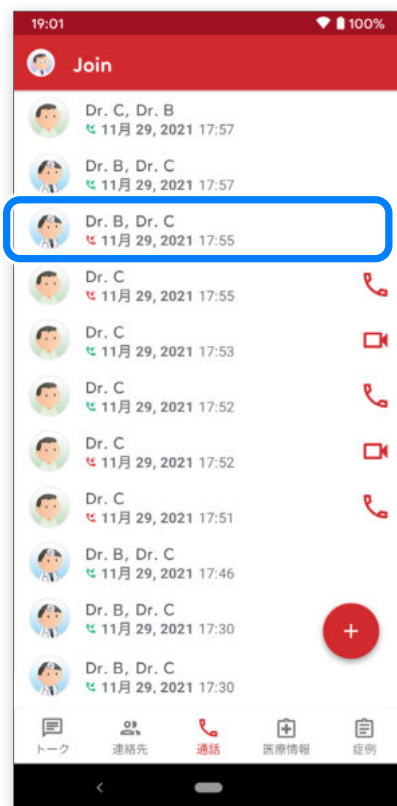 19:01 100%
Join
Dr. C, Dr. B
11月 29, 2021 17:57
Dr. B, Dr. C
11月 29, 2021 17:57
Dr. B, Dr. C
11月 29, 2021 17:55
Dr. C
11月 29, 2021 17:55
Dr. C
11月 29, 2021 17:53
Dr. C
11月 29, 2021 17:52
Dr. C
11月 29, 2021 17:52
Dr. C
11月 29, 2021 17:51
Dr. B, Dr. C
11月 29, 2021 17:46
Dr. B, Dr. C
11月 29, 2021 17:30
Dr. B, Dr. C
11月 29, 2021 17:30
トーク 連絡先 通話 医療情報 症例